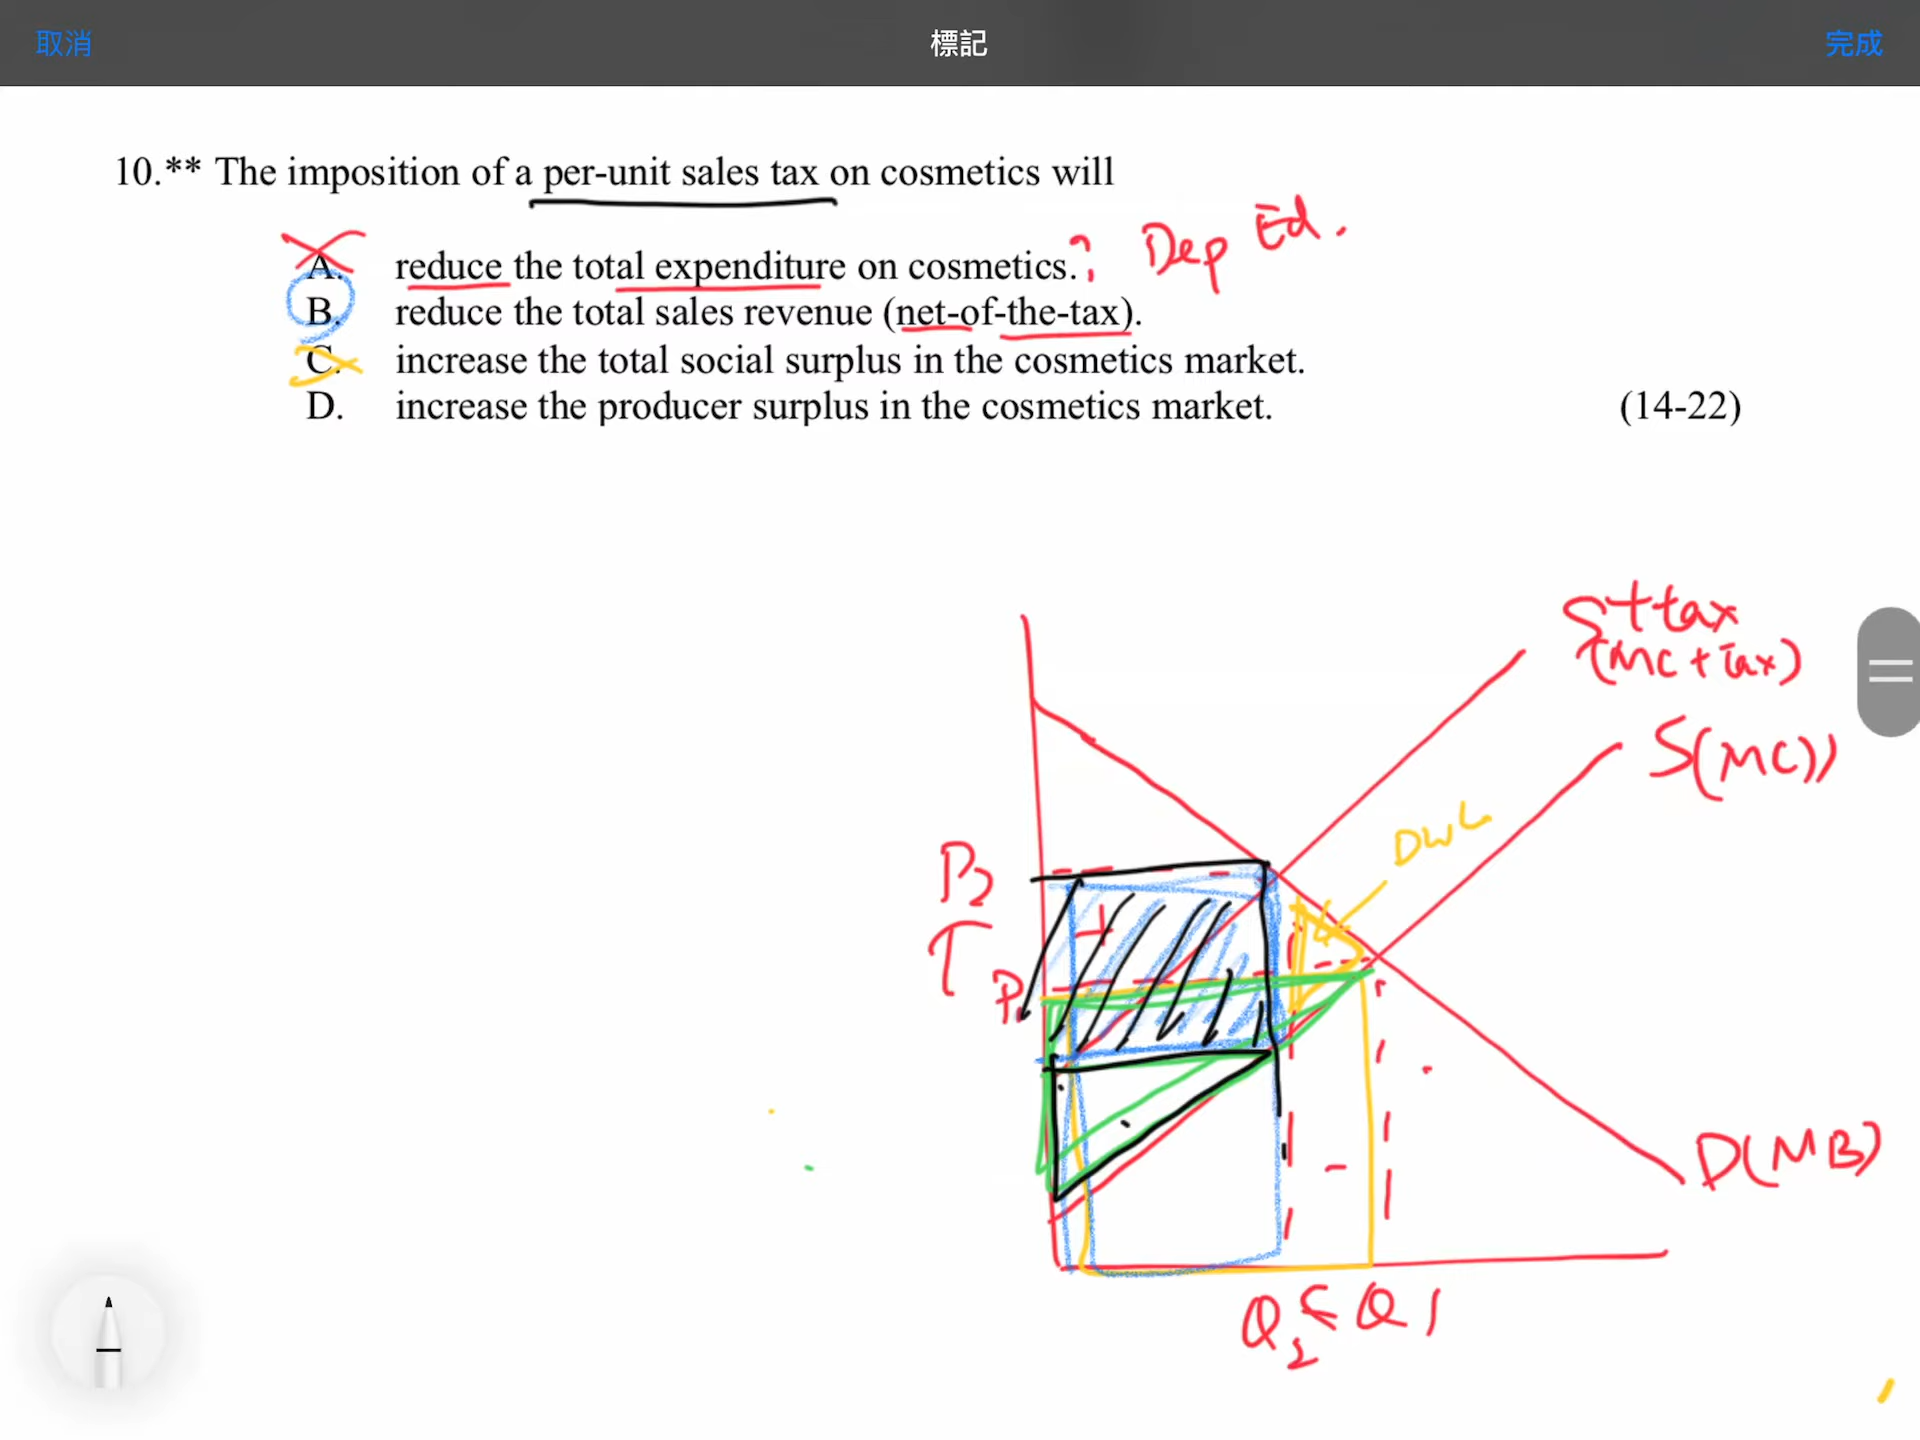 取消 標記 完成
10.** The imposition of a per-unit sales tax on cosmetics will
A. reduce the total expenditure on cosmetics. ? Dep Ed.
B. reduce the total sales revenue (net-of-the-tax).
C. increase the total social surplus in the cosmetics market.
D. increase the producer surplus in the cosmetics market. (14-22)
S+tax
(MC+Tax)
S(MC))
DWL
P2
T
P1
D(MB)
Q2 < Q1